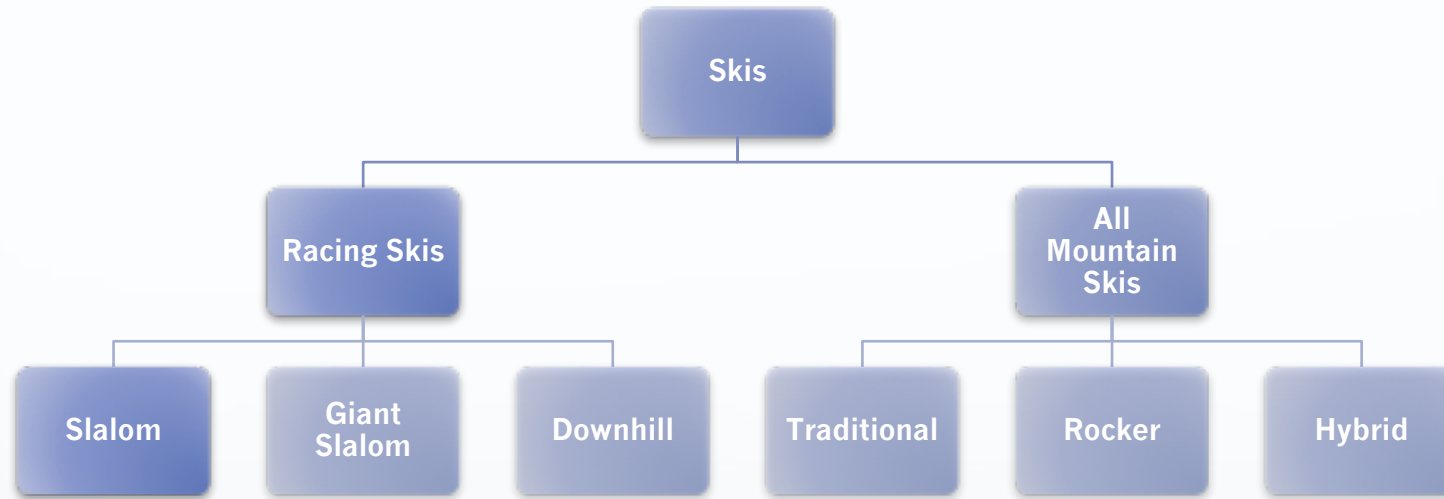 Skis
Racing Skis
All
Mountain
Skis
Slalom
Giant
Slalom
Downhill
Traditional
Rocker
Hybrid